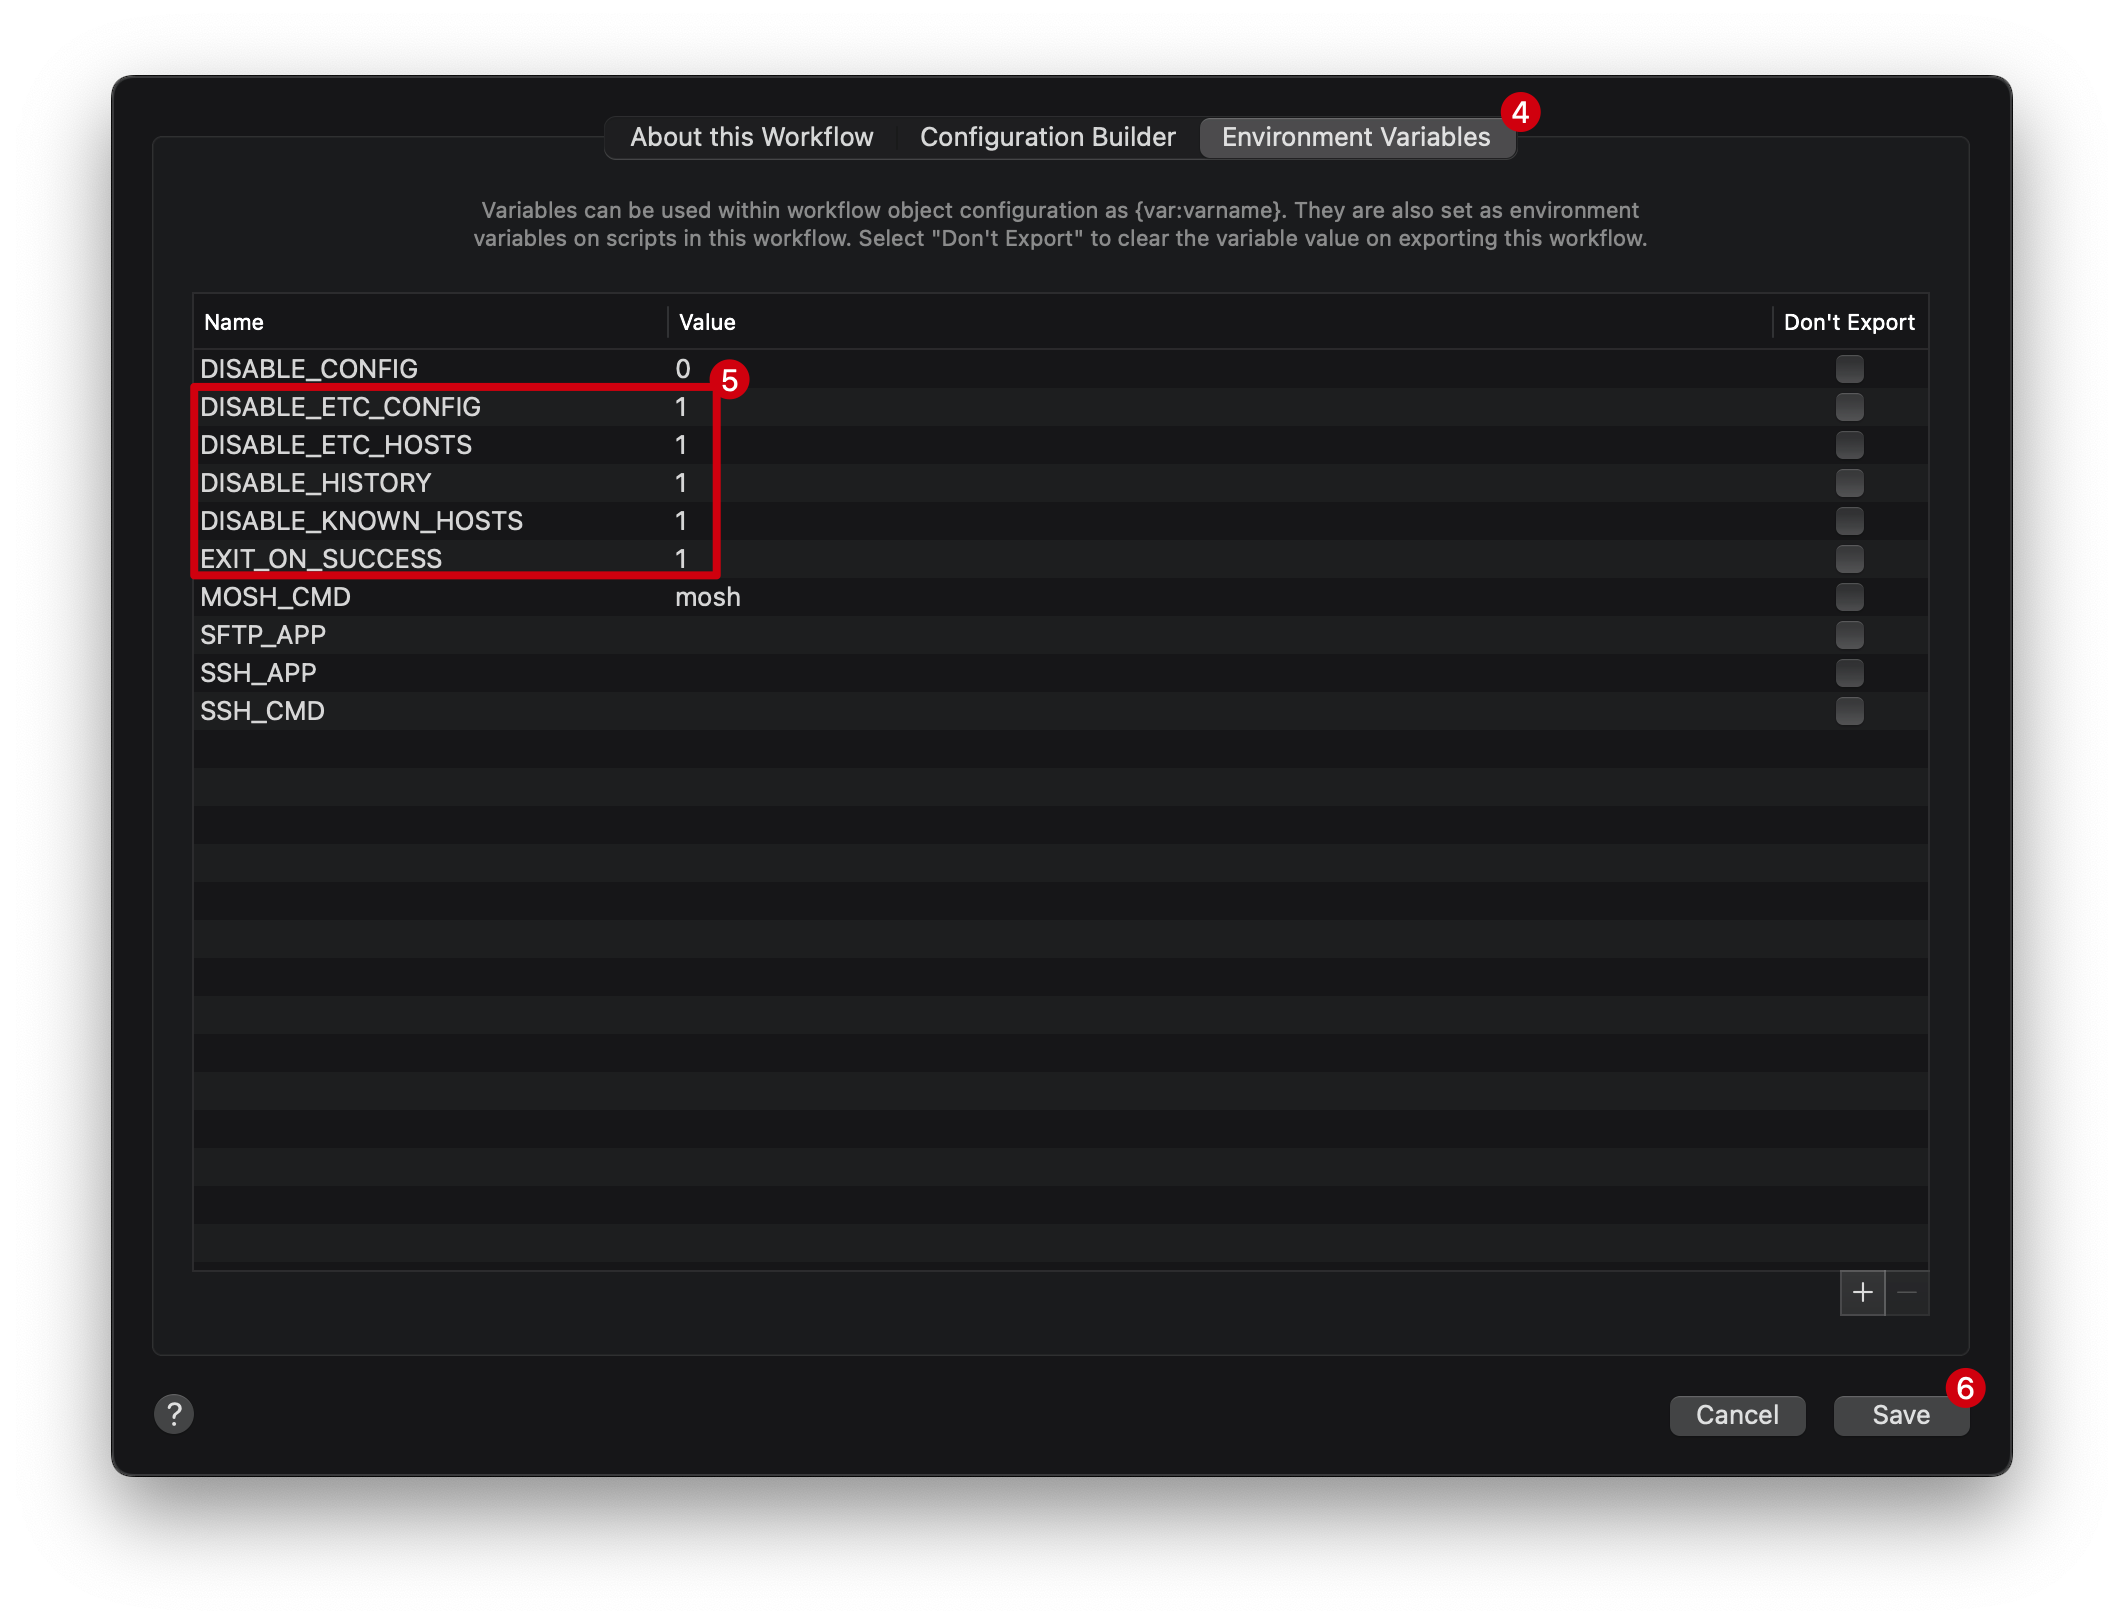 4
About this Workflow Configuration Builder Environment Variables
Variables can be used within workflow object configuration as {var:varname}. They are also set as environment
variables on scripts in this workflow. Select "Don't Export" to clear the variable value on exporting this workflow.
Name Value Don't Export
DISABLE_CONFIG 0
5
DISABLE_ETC_CONFIG 1
DISABLE_ETC_HOSTS 1
DISABLE_HISTORY 1
DISABLE_KNOWN_HOSTS 1
EXIT_ON_SUCCESS 1
MOSH_CMD mosh
SFTP_APP
SSH_APP
SSH_CMD
+ −
6
? Cancel Save